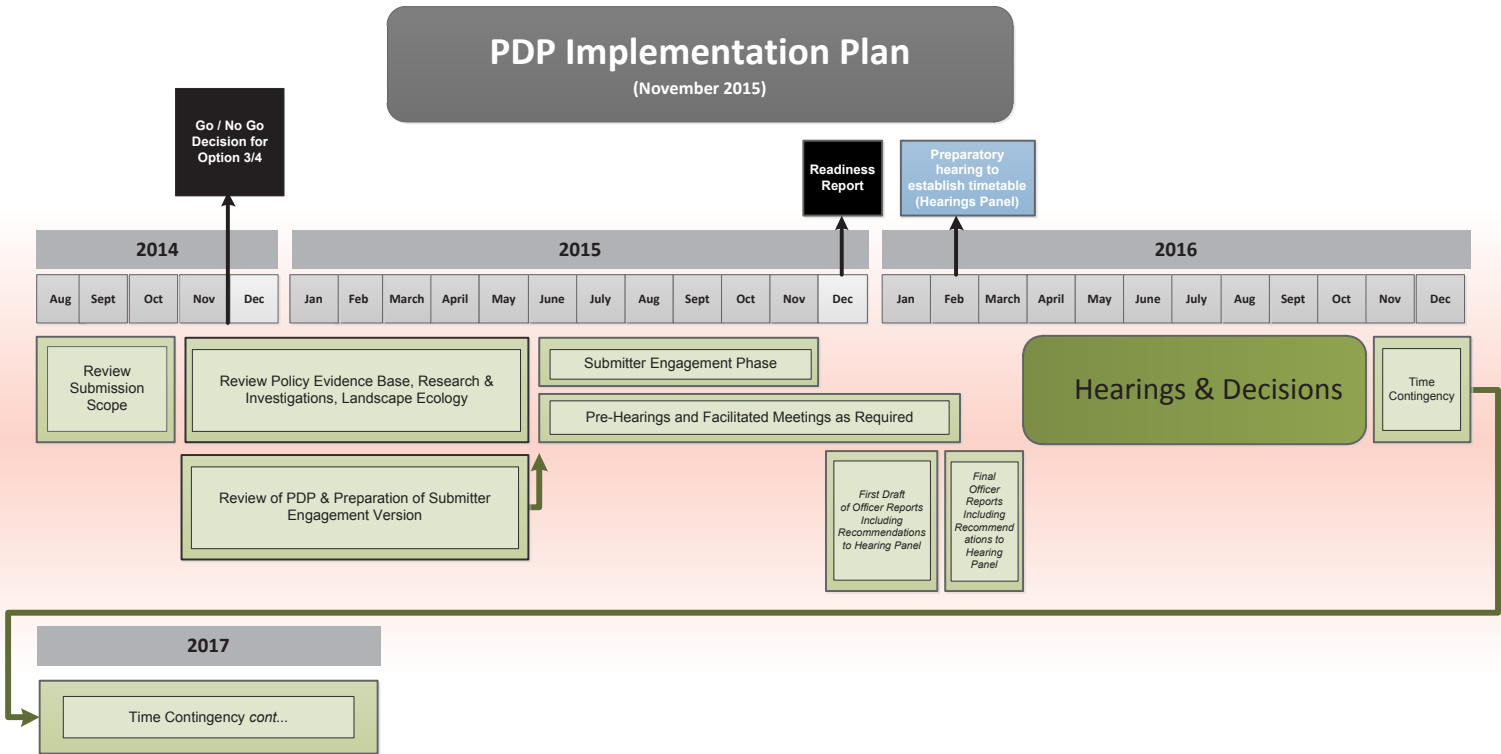 PDP Implementation Plan
(November 2015)
Go / No Go
Decision for
Option 3/4
Readiness
Report
Preparatory
hearing to
establish timetable
(Hearings Panel)
2014
2015
2016
Aug Sept Oct Nov Dec Jan Feb March April May June July Aug Sept Oct Nov Dec Jan Feb March April May June July Aug Sept Oct Nov Dec
Review
Submission
Scope
Review Policy Evidence Base, Research &
Investigations, Landscape Ecology
Submitter Engagement Phase
Pre-Hearings and Facilitated Meetings as Required
Hearings & Decisions
Time
Contingency
Review of PDP & Preparation of Submitter
Engagement Version
First Draft
of Officer Reports
Including
Recommendations
to Hearing Panel
Final
Officer
Reports
Including
Recommend
ations to
Hearing
Panel
2017
Time Contingency cont...